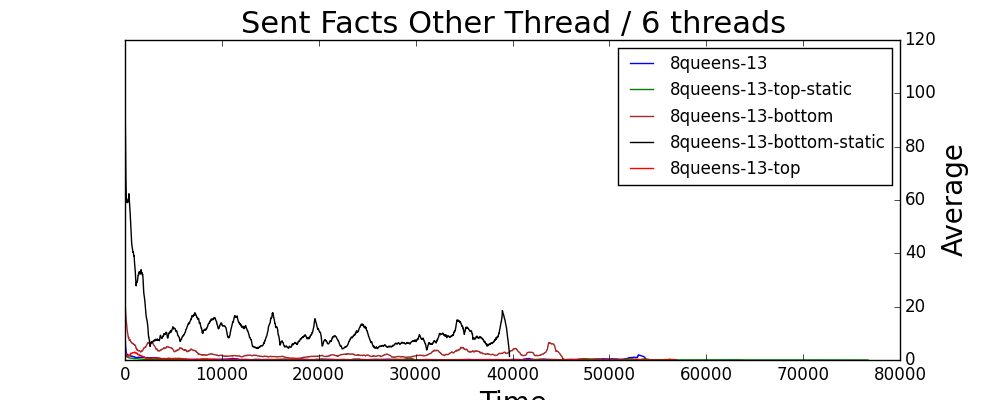 Sent Facts Other Thread / 6 threads
8queens-13
8queens-13-top-static
8queens-13-bottom
8queens-13-bottom-static
8queens-13-top
120
100
80
60
40
20
0
Average
0 10000 20000 30000 40000 50000 60000 70000 80000
Time